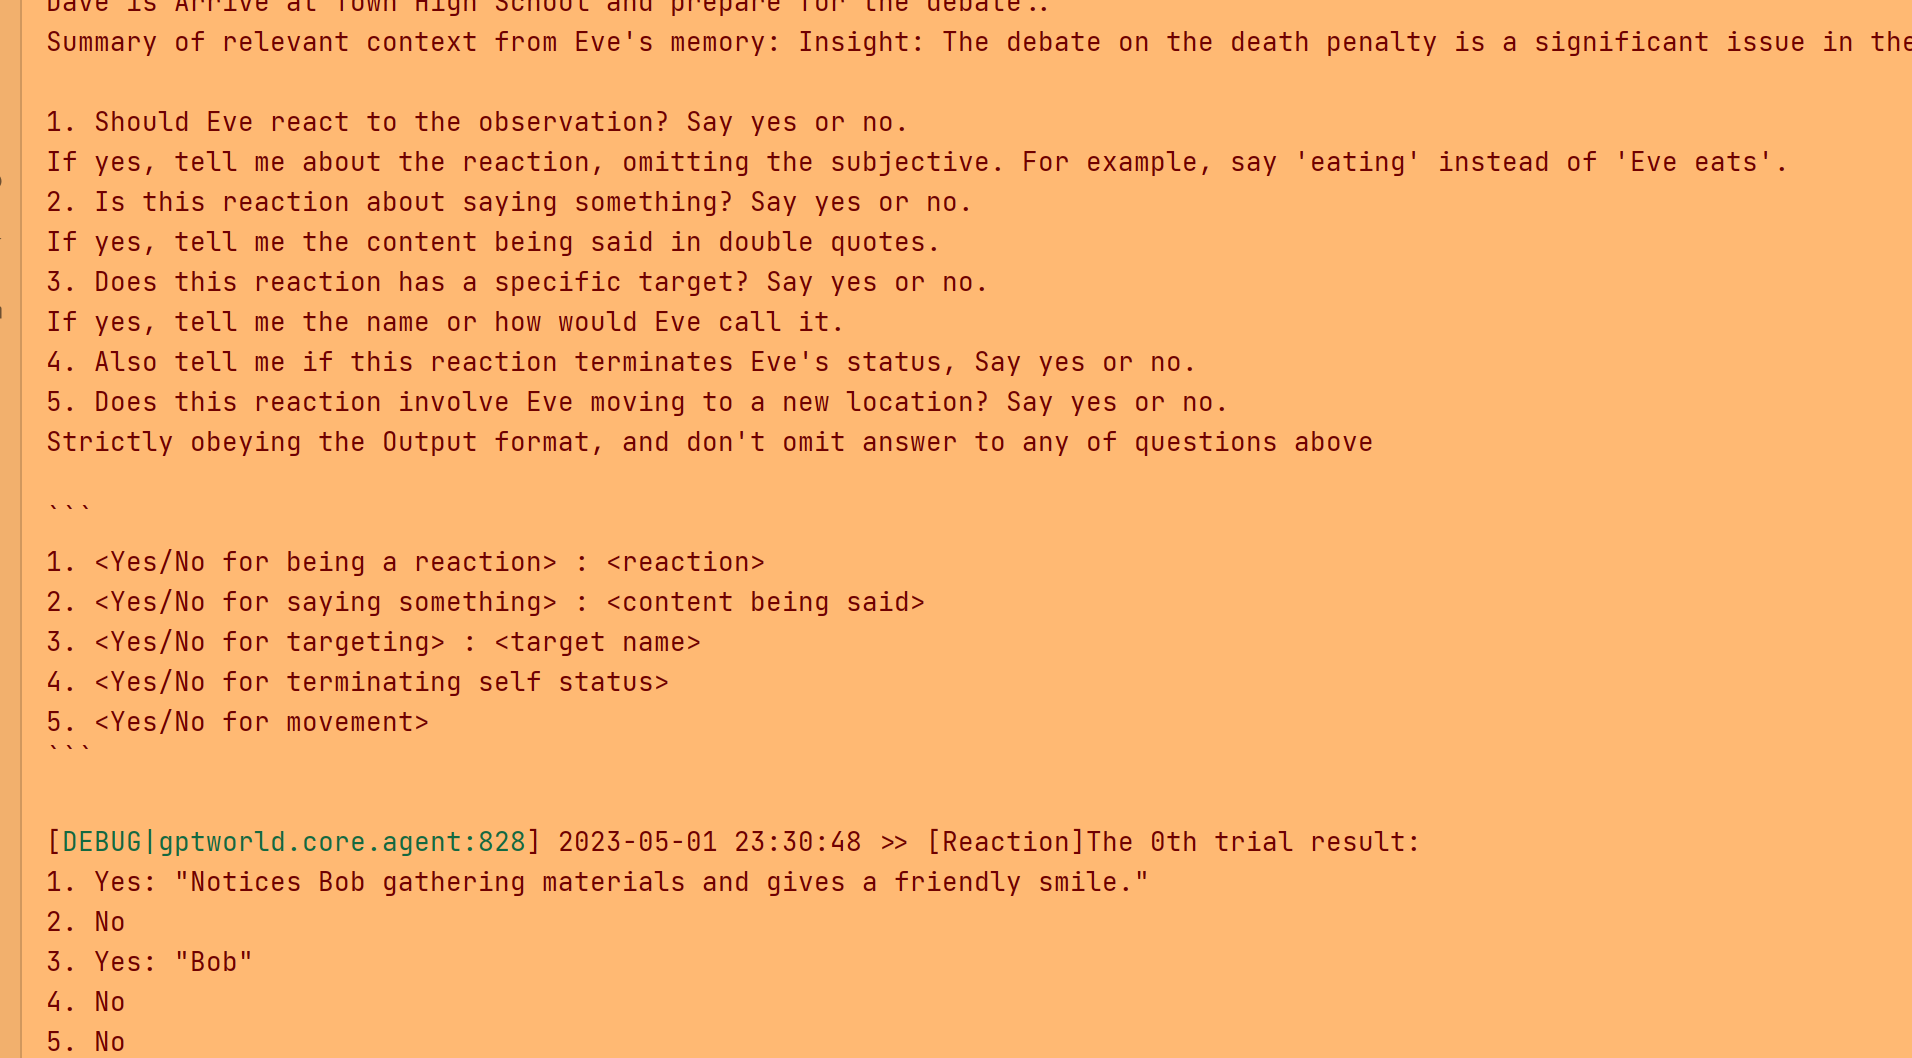 Dave is Arrive at Town High School and prepare for the debate..
Summary of relevant context from Eve's memory: Insight: The debate on the death penalty is a significant issue in the
1. Should Eve react to the observation? Say yes or no.
If yes, tell me about the reaction, omitting the subjective. For example, say 'eating' instead of 'Eve eats'.
2. Is this reaction about saying something? Say yes or no.
If yes, tell me the content being said in double quotes.
3. Does this reaction has a specific target? Say yes or no.
If yes, tell me the name or how would Eve call it.
4. Also tell me if this reaction terminates Eve's status, Say yes or no.
5. Does this reaction involve Eve moving to a new location? Say yes or no.
Strictly obeying the Output format, and don't omit answer to any of questions above
```
1. <Yes/No for being a reaction> : <reaction>
2. <Yes/No for saying something> : <content being said>
3. <Yes/No for targeting> : <target name>
4. <Yes/No for terminating self status>
5. <Yes/No for movement>
```
[DEBUG|gptworld.core.agent:828] 2023-05-01 23:30:48 >> [Reaction]The 0th trial result:
1. Yes: "Notices Bob gathering materials and gives a friendly smile."
2. No
3. Yes: "Bob"
4. No
5. No